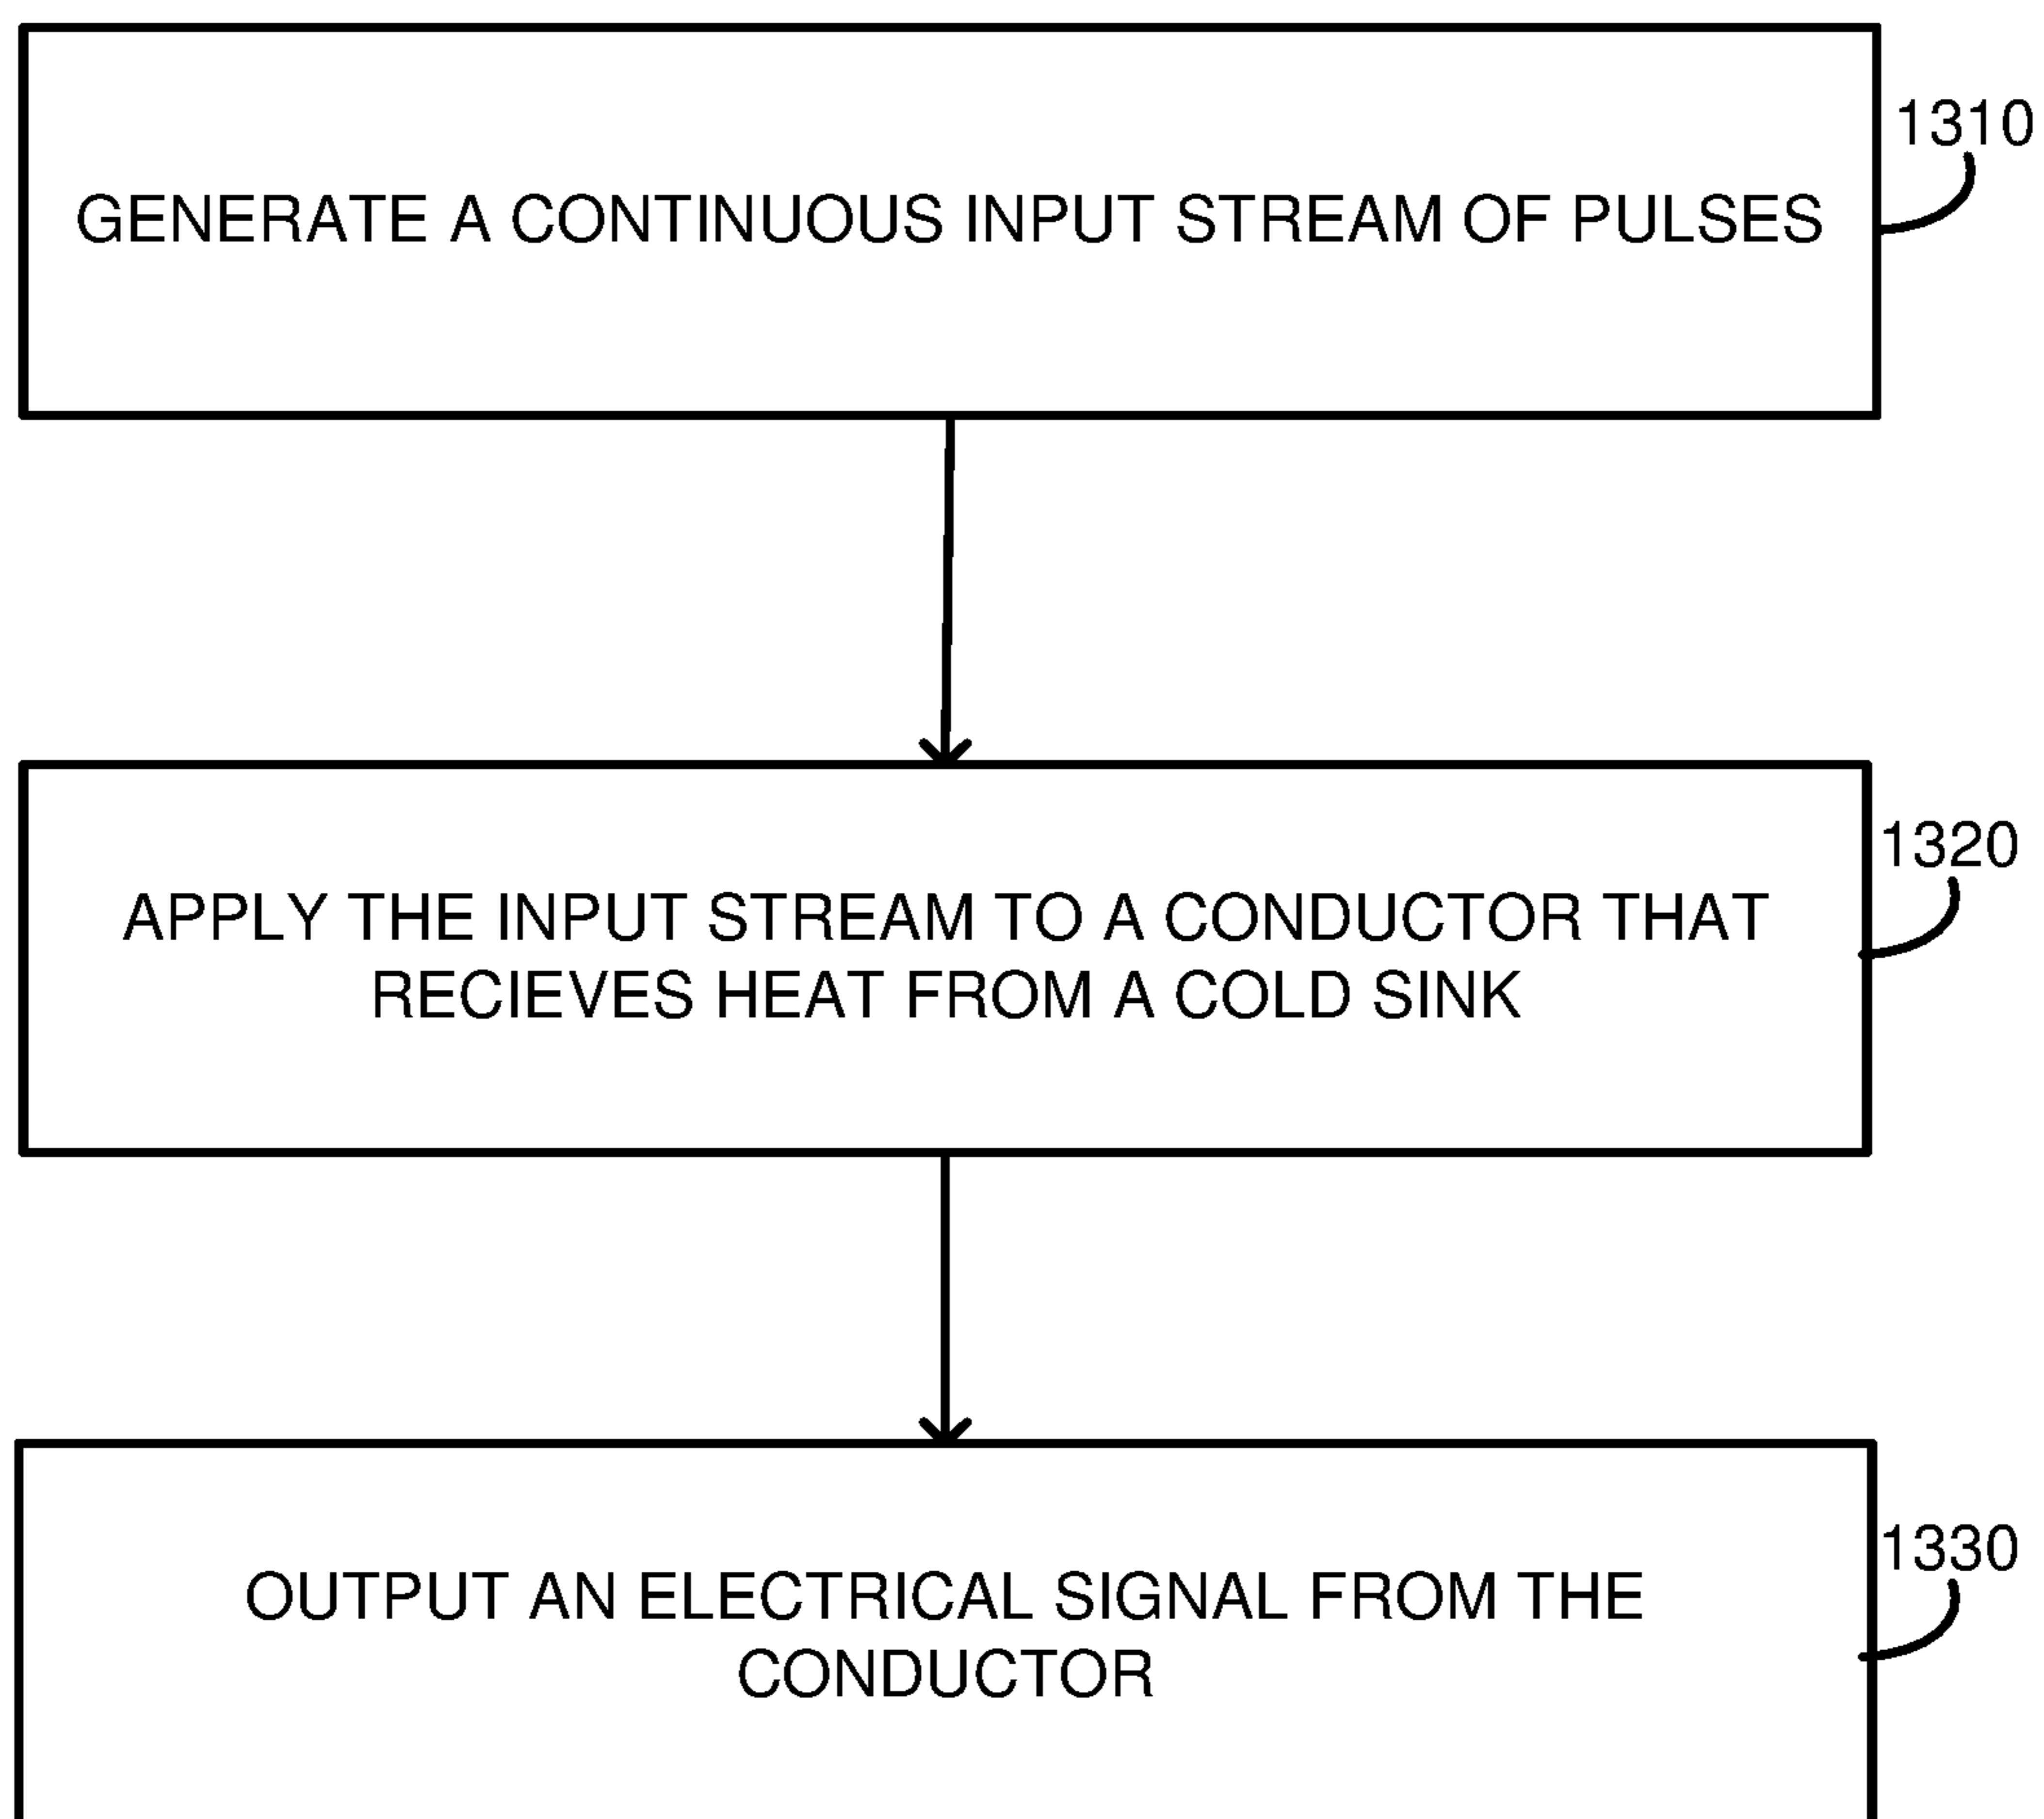 1310
GENERATE A CONTINUOUS INPUT STREAM OF PULSES
1320
APPLY THE INPUT STREAM TO A CONDUCTOR THAT
RECIEVES HEAT FROM A COLD SINK
1330
OUTPUT AN ELECTRICAL SIGNAL FROM THE
CONDUCTOR